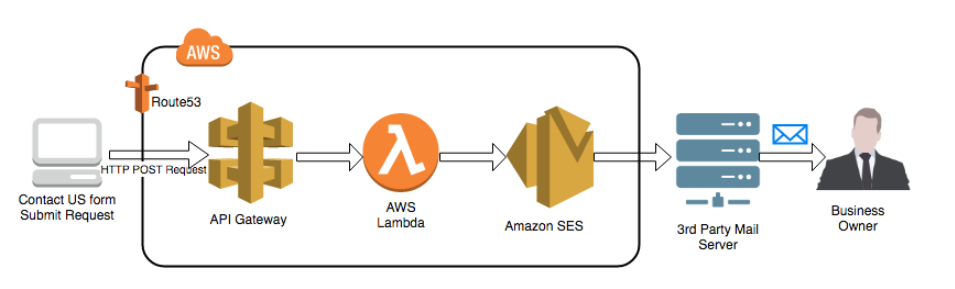 AWS
Route53
HTTP POST Request
Contact US form
Submit Request
API Gateway
AWS
Lambda
Amazon SES
3rd Party Mail
Server
Business
Owner